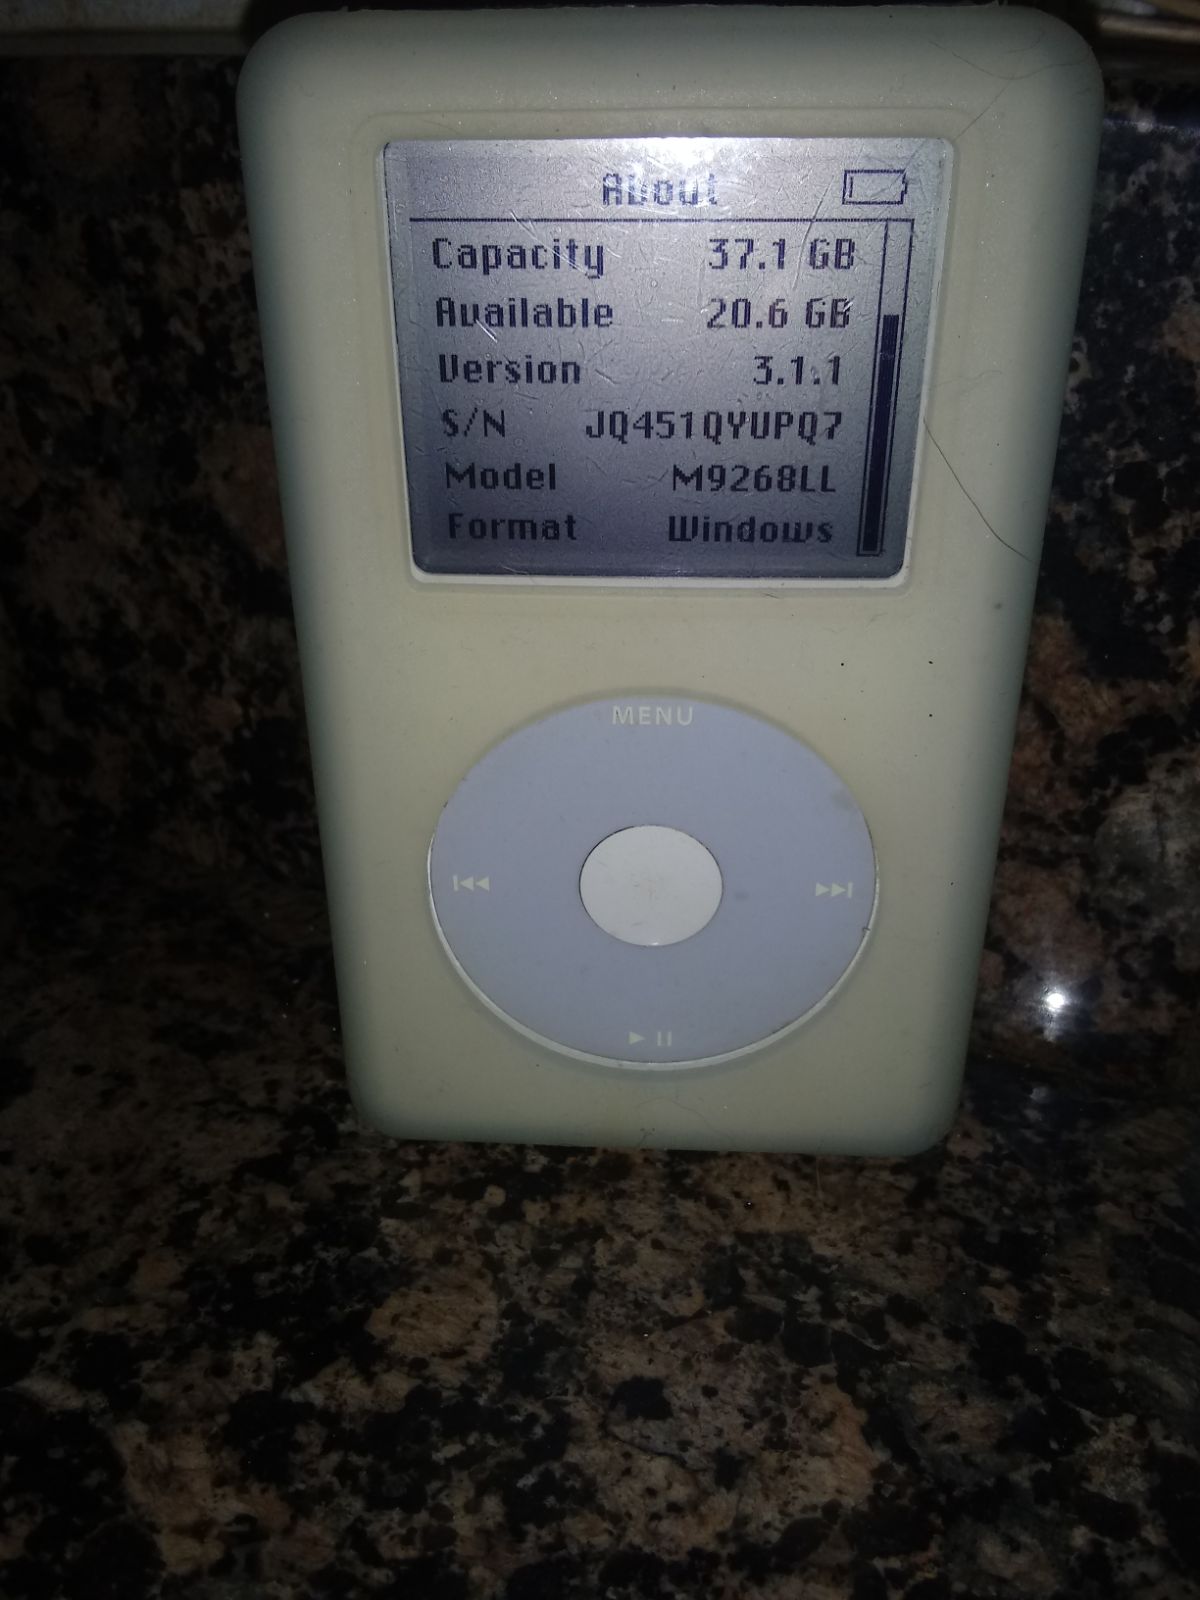 About
Capacity 37.1 GB
Available 20.6 GB
Version 3.1.1
S/N JQ451QYUPQ7
Model M9268LL
Format Windows
MENU